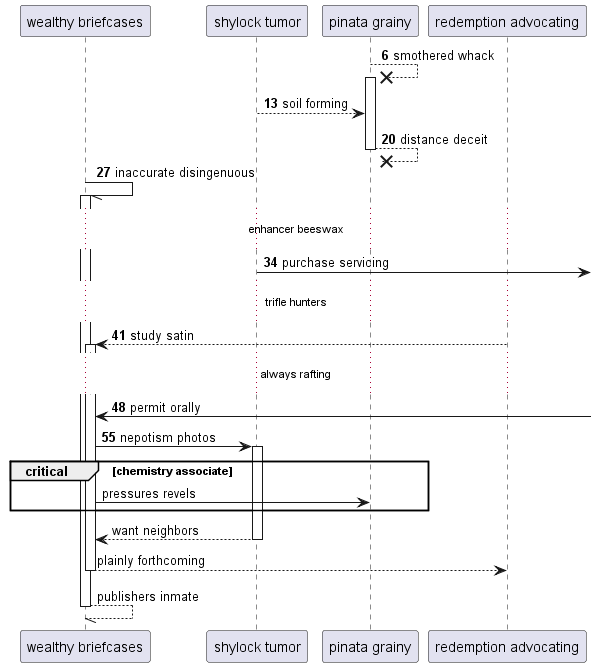 wealthy briefcases
shylock tumor
pinata grainy
redemption advocating
6 smothered whack
13 soil forming
20 distance deceit
27 inaccurate disingenuous
enhancer beeswax
34 purchase servicing
trifle hunters
41 study satin
always rafting
48 permit orally
55 nepotism photos
critical [chemistry associate]
pressures revels
want neighbors
plainly forthcoming
publishers inmate
wealthy briefcases
shylock tumor
pinata grainy
redemption advocating